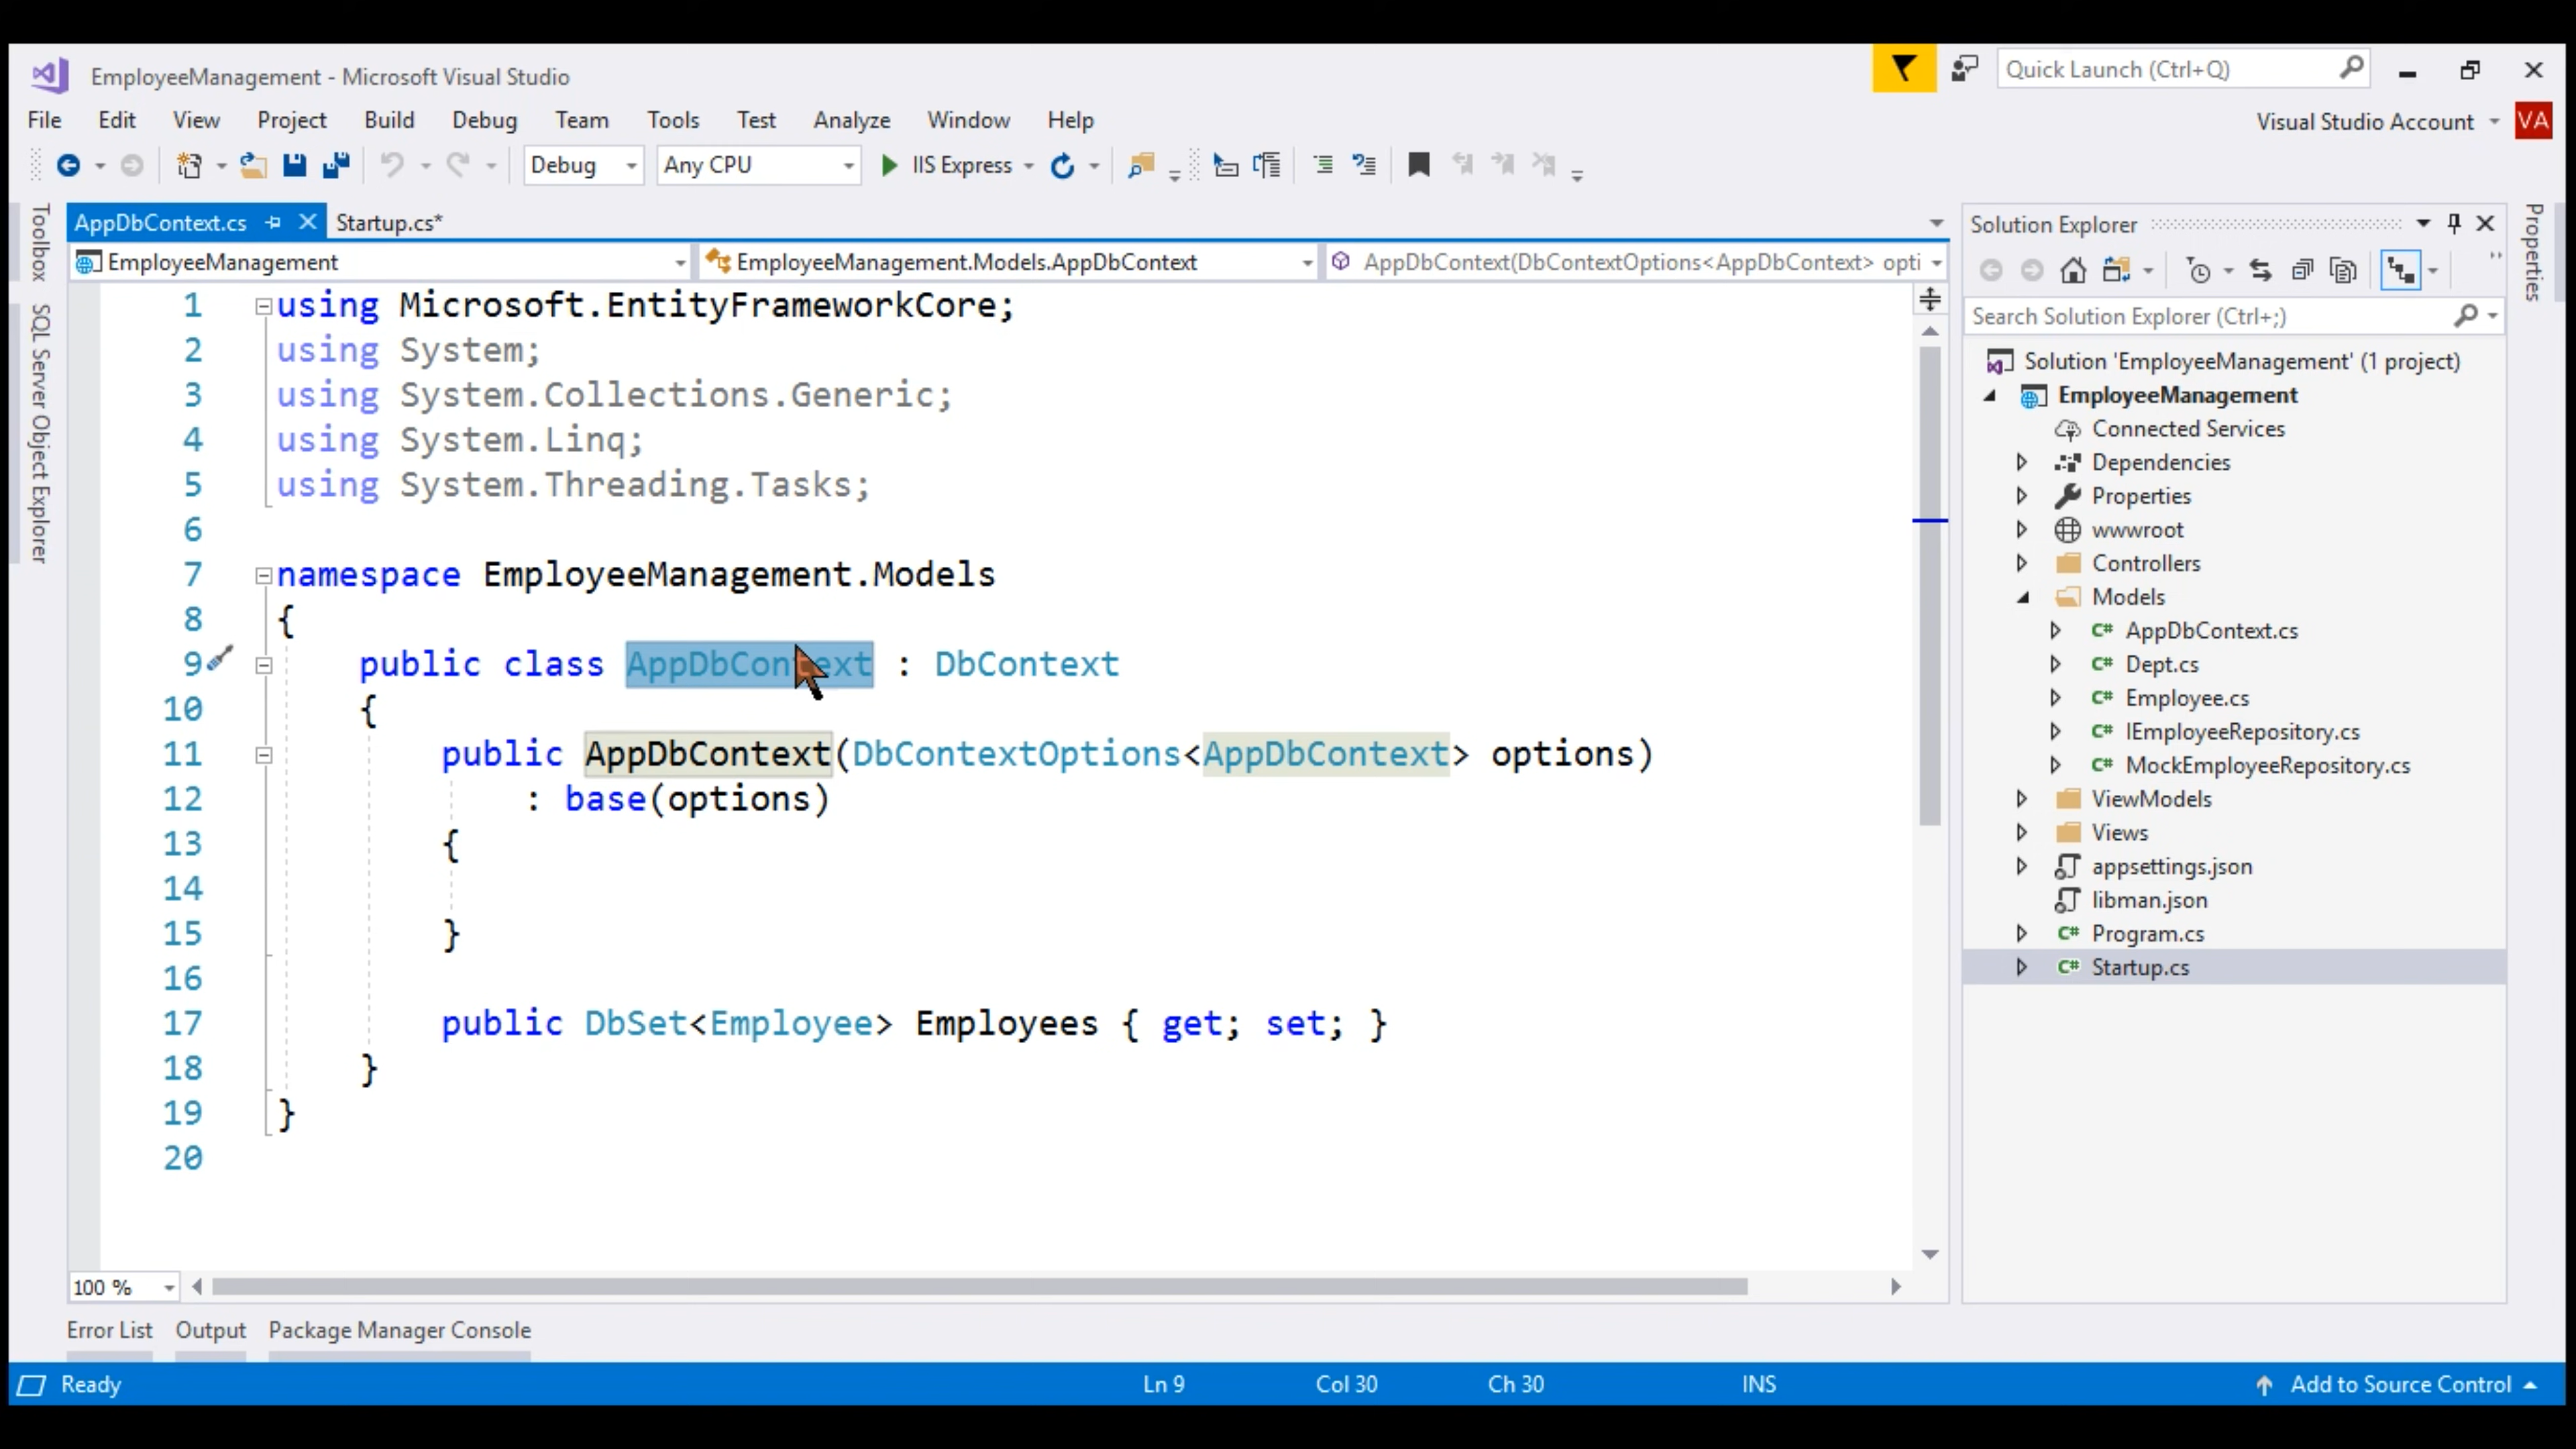 EmployeeManagement - Microsoft Visual Studio
Quick Launch (Ctrl+Q)
File Edit View Project Build Debug Team Tools Test Analyze Window Help
Visual Studio Account VA
Debug Any CPU IIS Express
Toolbox
SQL Server Object Explorer
AppDbContext.cs Startup.cs*
EmployeeManagement EmployeeManagement.Models.AppDbContext AppDbContext(DbContextOptions<AppDbContext> opti
1 using Microsoft.EntityFrameworkCore;
2 using System;
3 using System.Collections.Generic;
4 using System.Linq;
5 using System.Threading.Tasks;
6
7 namespace EmployeeManagement.Models
8 {
9 public class AppDbContext : DbContext
10 {
11 public AppDbContext(DbContextOptions<AppDbContext> options)
12 : base(options)
13 {
14
15 }
16
17 public DbSet<Employee> Employees { get; set; }
18 }
19 }
20
100 %
Solution Explorer
Search Solution Explorer (Ctrl+;)
Solution 'EmployeeManagement' (1 project)
EmployeeManagement
Connected Services
Dependencies
Properties
wwwroot
Controllers
Models
C# AppDbContext.cs
C# Dept.cs
C# Employee.cs
C# IEmployeeRepository.cs
C# MockEmployeeRepository.cs
ViewModels
Views
appsettings.json
libman.json
C# Program.cs
C# Startup.cs
Properties
Error List Output Package Manager Console
Ready Ln 9 Col 30 Ch 30 INS Add to Source Control